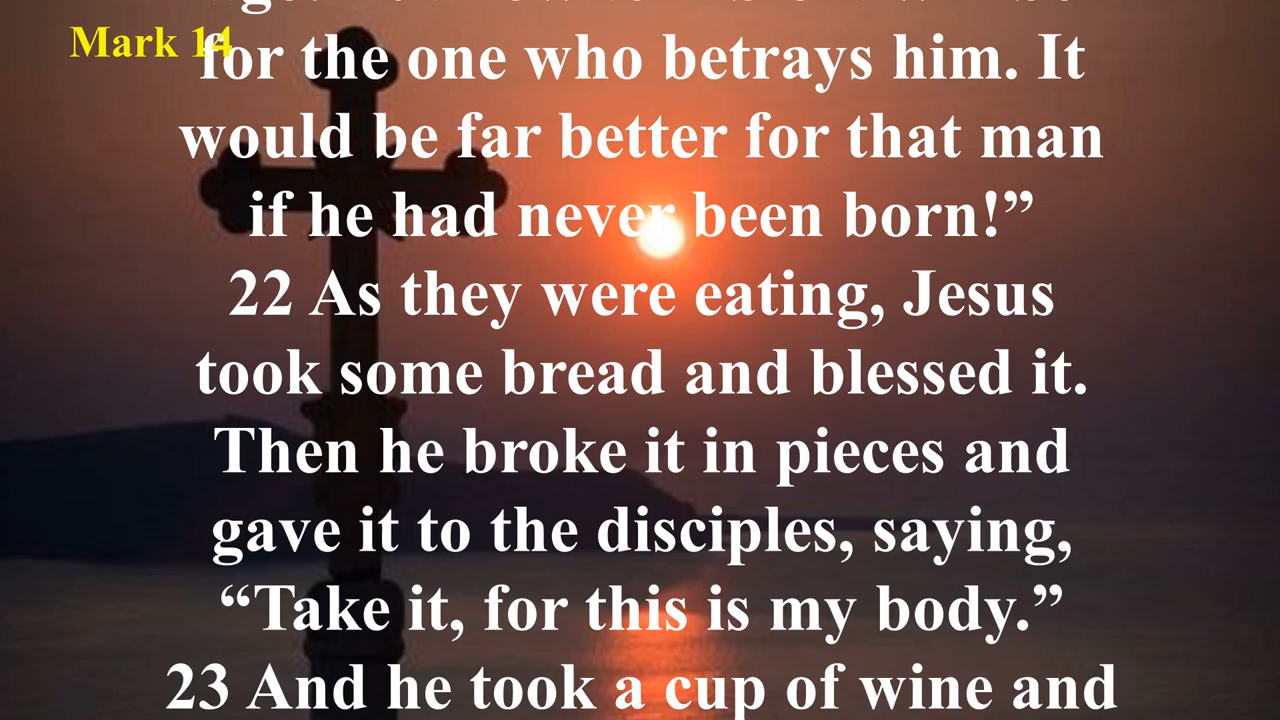 Mark 14
for the one who betrays him. It
would be far better for that man
if he had never been born!”
22 As they were eating, Jesus
took some bread and blessed it.
Then he broke it in pieces and
gave it to the disciples, saying,
“Take it, for this is my body.”
23 And he took a cup of wine and